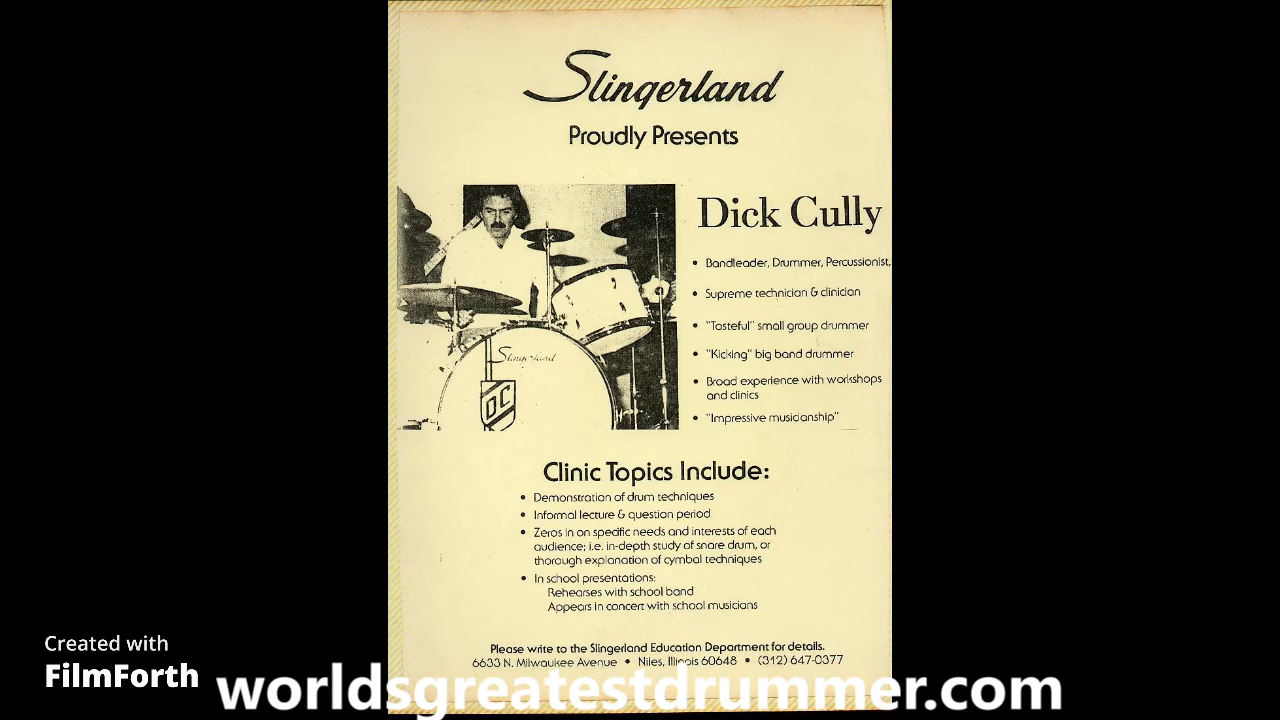 Slingerland
Proudly Presents
Dick Cully
• Bandleader, Drummer, Percussionist,
• Supreme technician & clinician
• "Tasteful" small group drummer
• "Kicking" big band drummer
• Broad experience with workshops
and clinics
• "Impressive musicianship"
Slingerland
DC
Clinic Topics Include:
• Demonstration of drum techniques
• Informal lecture & question period
• Zeros in on specific needs and interests of each
audience; i.e. in-depth study of snare drum, or
thorough explanation of cymbal techniques
• In school presentations:
Rehearses with school band
Appears in concert with school musicians
Please write to the Slingerland Education Department for details.
6633 N. Milwaukee Avenue • Niles, Illinois 60648 • (312) 647-0377
Created with
FilmForth
worldsgreatestdrummer.com